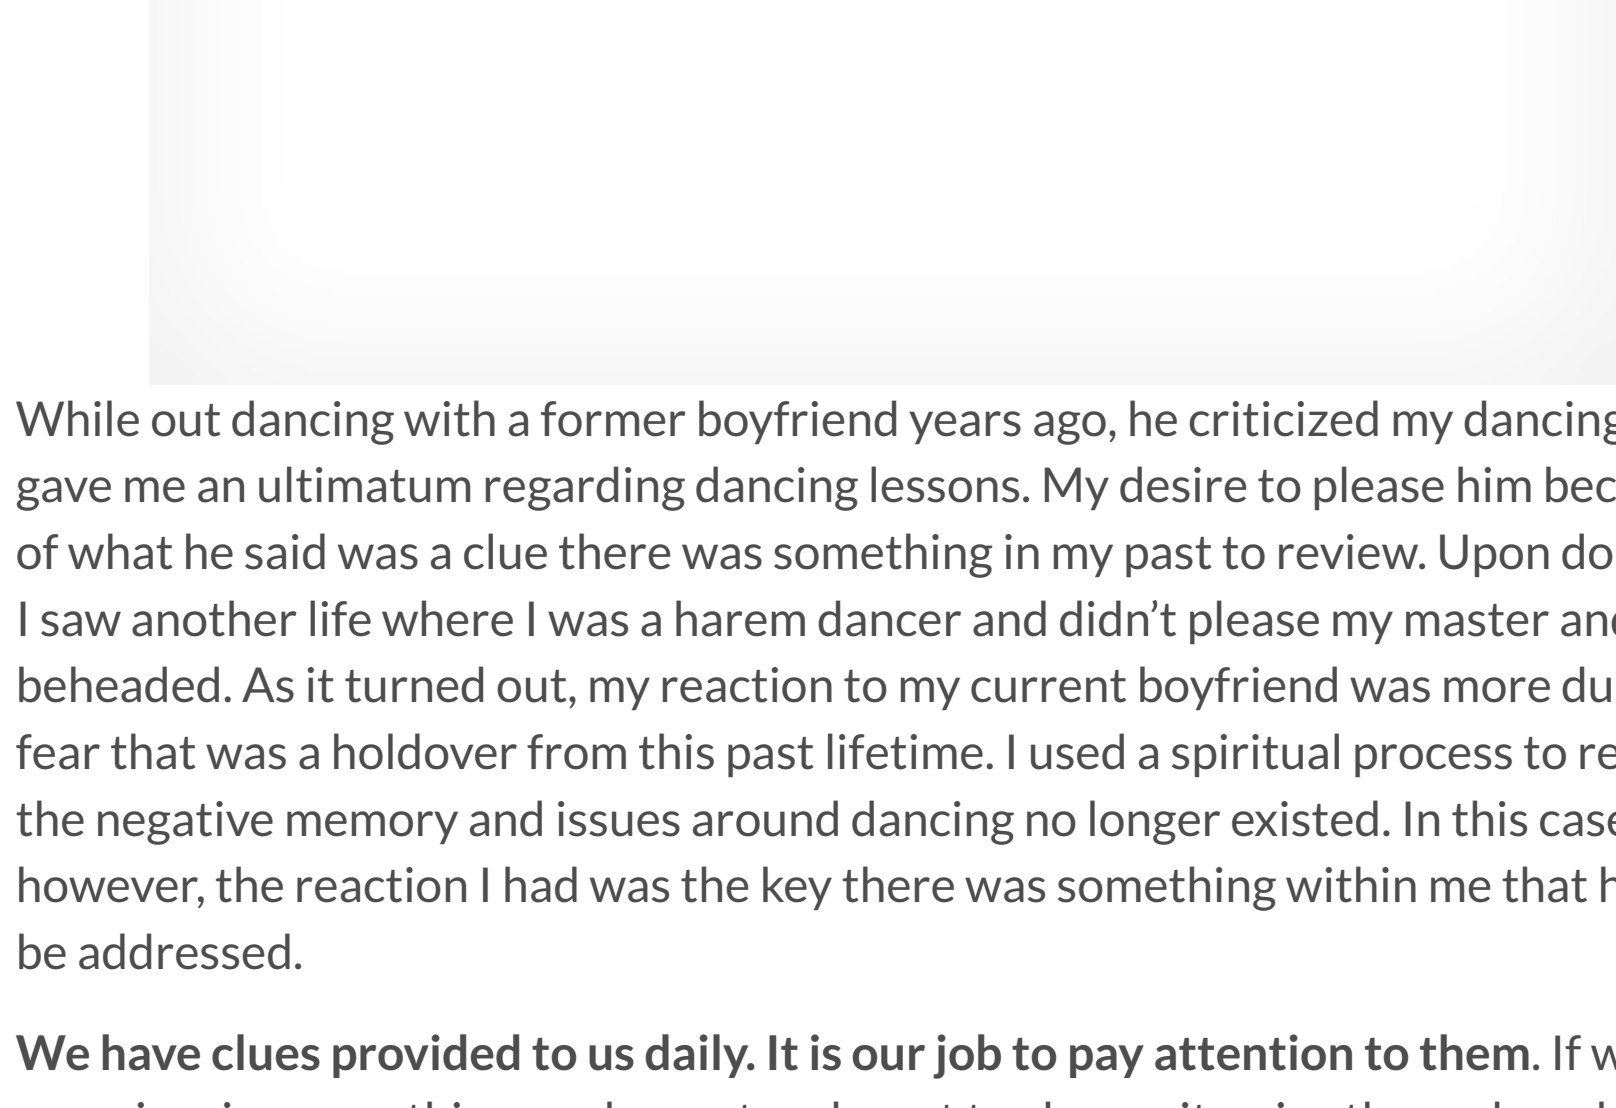 While out dancing with a former boyfriend years ago, he criticized my dancing
gave me an ultimatum regarding dancing lessons. My desire to please him
of what he said was a clue there was something in my past to review. Upon
I saw another life where I was a harem dancer and didn’t please my master and
beheaded. As it turned out, my reaction to my current boyfriend was more
fear that was a holdover from this past lifetime. I used a spiritual process to
the negative memory and issues around dancing no longer existed. In this case
however, the reaction I had was the key there was something within me that
be addressed.
We have clues provided to us daily. It is our job to pay attention to them. If